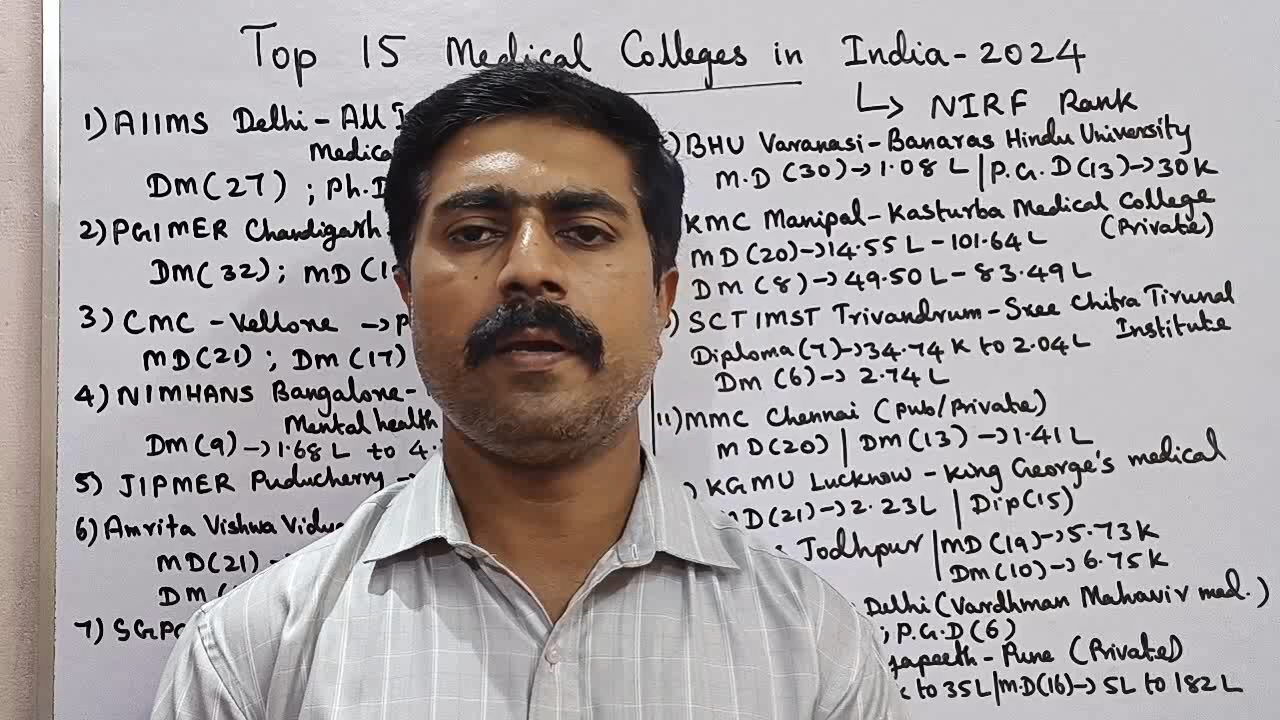 Top 15 Medical Colleges in India-2024
↳ NIRF Rank
1) AIIMS Delhi - All
Medica
DM(27) ; Ph.D
2) PGIMER Chandigarh
DM(32); MD
3) CMC - Vellore →
MD(21) ; DM(17)
4) NIMHANS Bangalore-
Mental health
DM(9) → 1.68 L to 4.
5) JIPMER Puducherry
6) Amrita Vishwa
MD(21)
DM
7)
) BHU Varanasi - Banaras Hindu University
M.D (30) → 1.08 L | P.G.D (13) → 30K
KMC Manipal - Kasturba Medical College
MD(20) → 14.55 L - 101.64 L (Private)
DM (8) → 49.50 L - 83.49 L
) SCTIMST Trivandrum - Sree Chitra Tirunal
Institute
Diploma(7) → 34.74 K to 2.04 L
DM (6) → 2.74 L
11) MMC Chennai (Pub/Private)
MD(20) | DM(13) → 1.41 L
) KGMU Lucknow - King George's medical
MD(21) → 2.23 L | Dip(15)
Jodhpur | MD(19) → 5.73 K
DM(10) → 6.75 K
Delhi (Vardhman Mahavir med.)
; P.G.D(6)
- Pune (Private)
K to 35 L | M.D(16) → 5L to 182 L